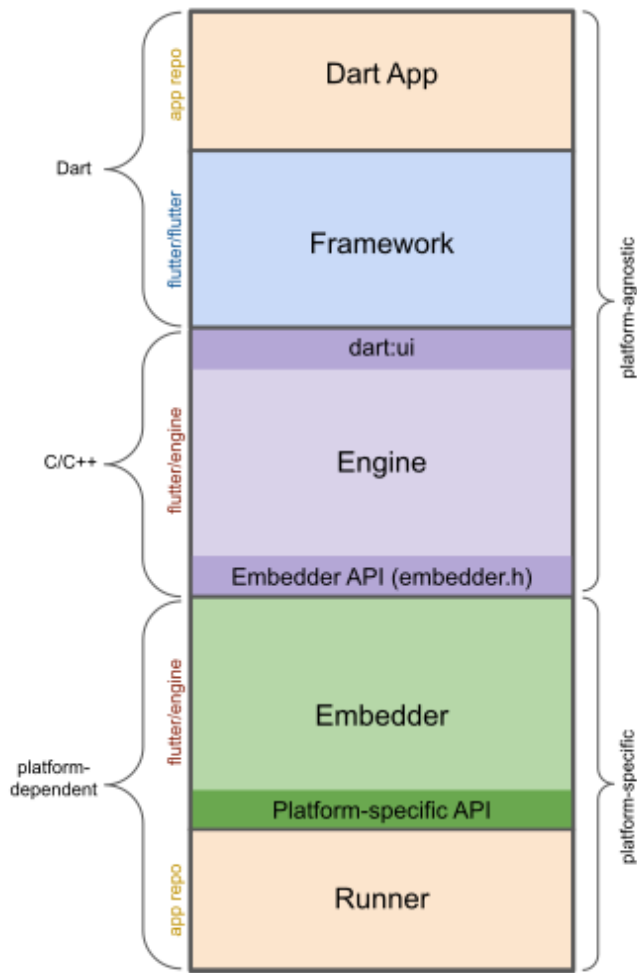 app repo
Dart App
Dart
flutter/flutter
Framework
platform-agnostic
dart:ui
C/C++
flutter/engine
Engine
Embedder API (embedder.h)
flutter/engine
Embedder
platform-
dependent
platform-specific
Platform-specific API
app repo
Runner